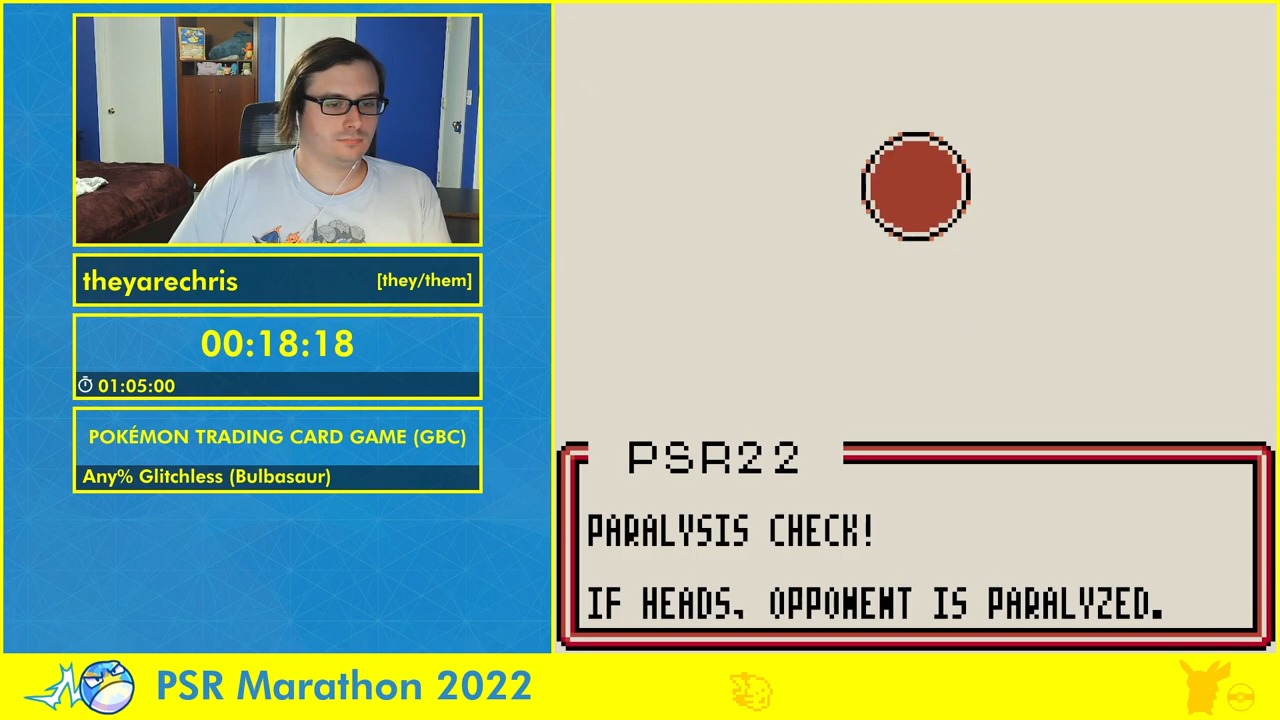 theyarechris
[they/them]
00:18:18
01:05:00
POKÉMON TRADING CARD GAME (GBC)
Any% Glitchless (Bulbasaur)
PSR22
PARALYSIS CHECK!
IF HEADS, OPPONENT IS PARALYZED.
PSR Marathon 2022